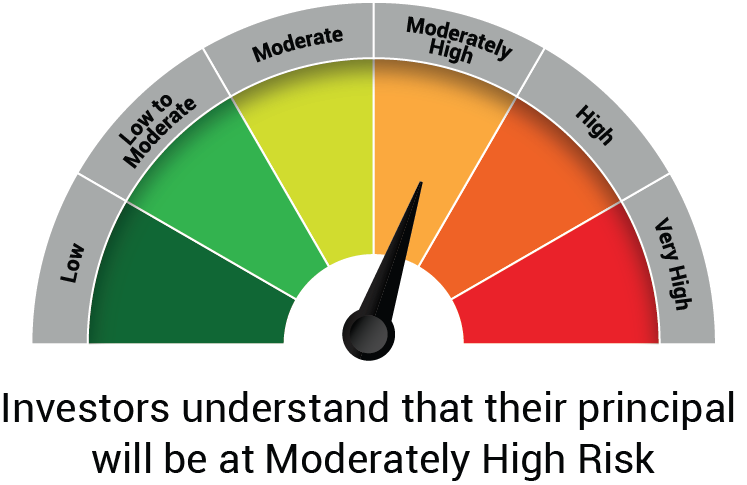 Low
Low to
Moderate
Moderate
Moderately
High
High
Very High
Investors understand that their principal
will be at Moderately High Risk